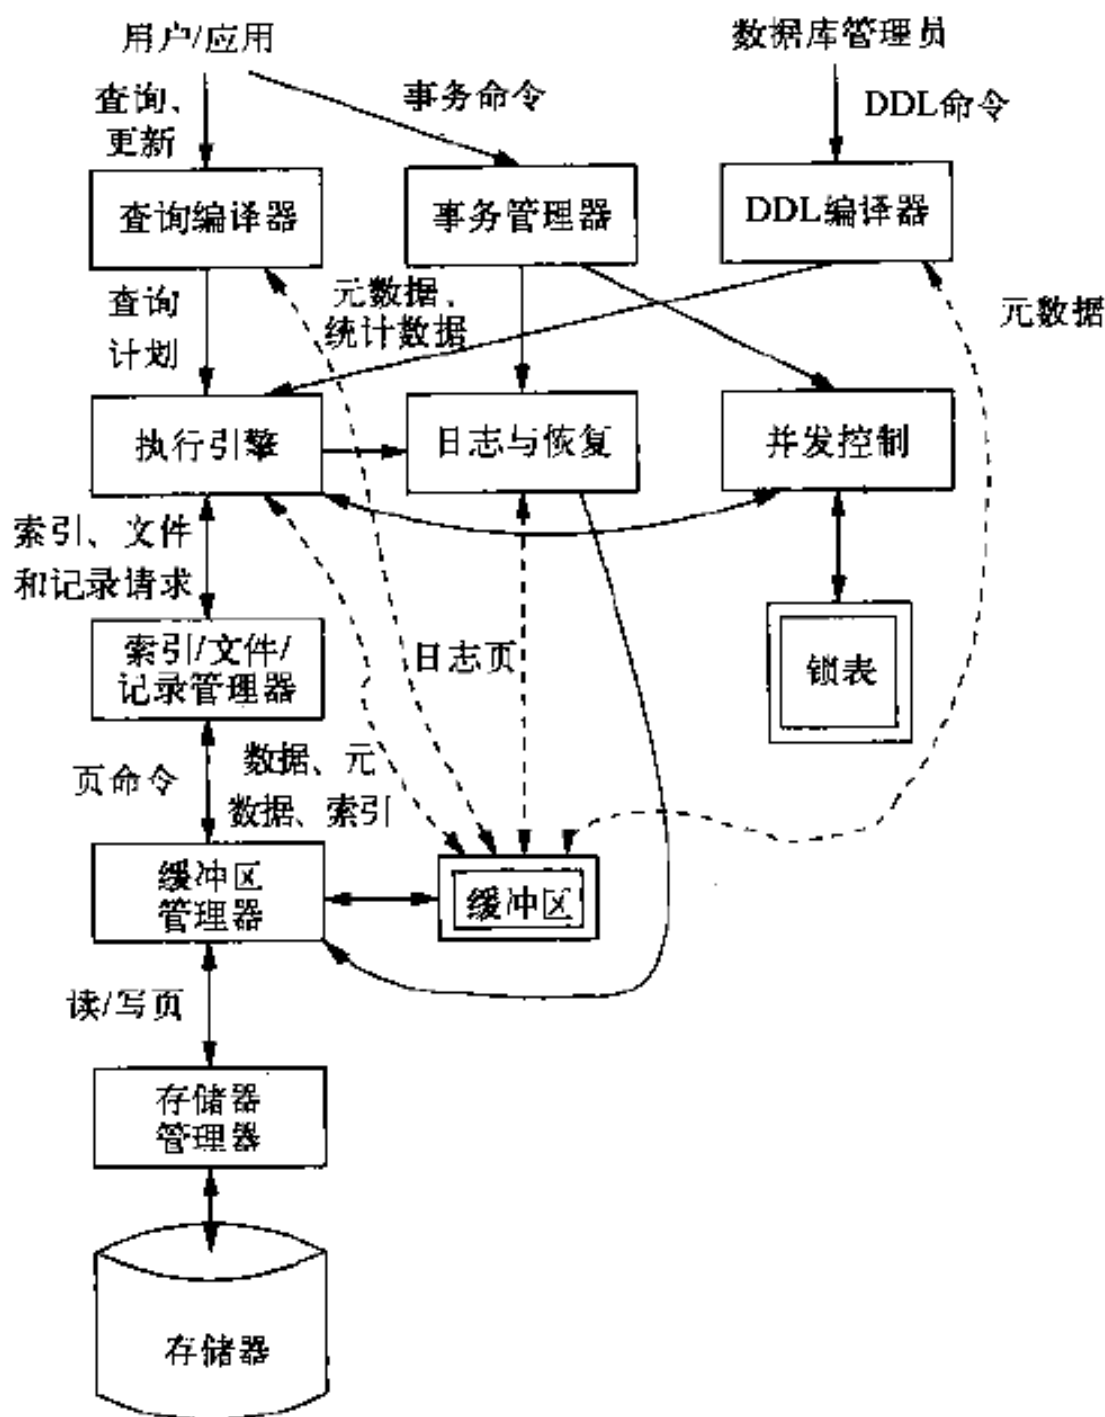 用户/应用
数据库管理员
查询、
更新
事务命令
DDL命令
查询编译器
事务管理器
DDL编译器
查询
计划
元数据、
统计数据
元数据
执行引擎
日志与恢复
并发控制
索引、文件
和记录请求
索引/文件/
记录管理器
日志页
锁表
页命令
数据、元
数据、索引
缓冲区
管理器
缓冲区
读/写页
存储器
管理器
存储器